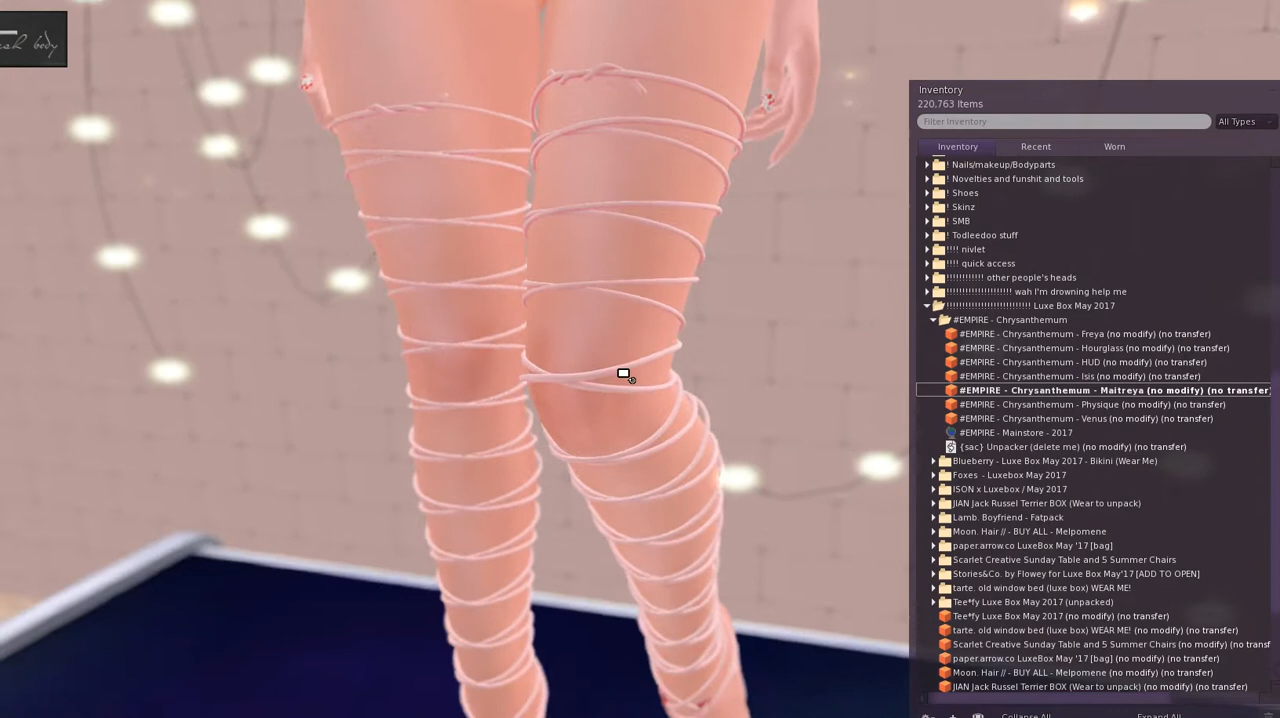 sh body
Inventory
220,763 Items
Filter Inventory
All Types
Inventory Recent Worn
! Nails/makeup/Bodyparts
! Novelties and funshit and tools
! Shoes
! Skinz
! SMB
! Todleedoo stuff
!!!! nivlet
!!!! quick access
!!!!!!!!!!!! other people's heads
!!!!!!!!!!!!!!!!!!!!! wah I'm drowning help me
!!!!!!!!!!!!!!!!!!!!!!!!!!! Luxe Box May 2017
#EMPIRE - Chrysanthemum
#EMPIRE - Chrysanthemum - Freya (no modify) (no transfer)
#EMPIRE - Chrysanthemum - Hourglass (no modify) (no transfer)
#EMPIRE - Chrysanthemum - HUD (no modify) (no transfer)
#EMPIRE - Chrysanthemum - Isis (no modify) (no transfer)
#EMPIRE - Chrysanthemum - Maitreya (no modify) (no transfer
#EMPIRE - Chrysanthemum - Physique (no modify) (no transfer)
#EMPIRE - Chrysanthemum - Venus (no modify) (no transfer)
#EMPIRE - Mainstore - 2017
{sac} Unpacker (delete me) (no modify) (no transfer)
Blueberry - Luxe Box May 2017 - Bikini (Wear Me)
Foxes - Luxebox May 2017
ISON x Luxebox / May 2017
JIAN Jack Russel Terrier BOX (Wear to unpack)
Lamb. Boyfriend - Fatpack
Moon. Hair // - BUY ALL - Melpomene
paper.arrow.co LuxeBox May '17 [bag]
Scarlet Creative Sunday Table and 5 Summer Chairs
Stories&Co. by Flowey for Luxe Box May'17 [ADD TO OPEN]
tarte. old window bed (luxe box) WEAR ME!
Tee*fy Luxe Box May 2017 (unpacked)
Tee*fy Luxe Box May 2017 (no modify) (no transfer)
tarte. old window bed (luxe box) WEAR ME! (no modify) (no transfer)
Scarlet Creative Sunday Table and 5 Summer Chairs (no modify) (no transf
paper.arrow.co LuxeBox May '17 [bag] (no modify) (no transfer)
Moon. Hair // - BUY ALL - Melpomene (no modify) (no transfer)
JIAN Jack Russel Terrier BOX (Wear to unpack) (no modify) (no transfer)
Collapse All Expand All